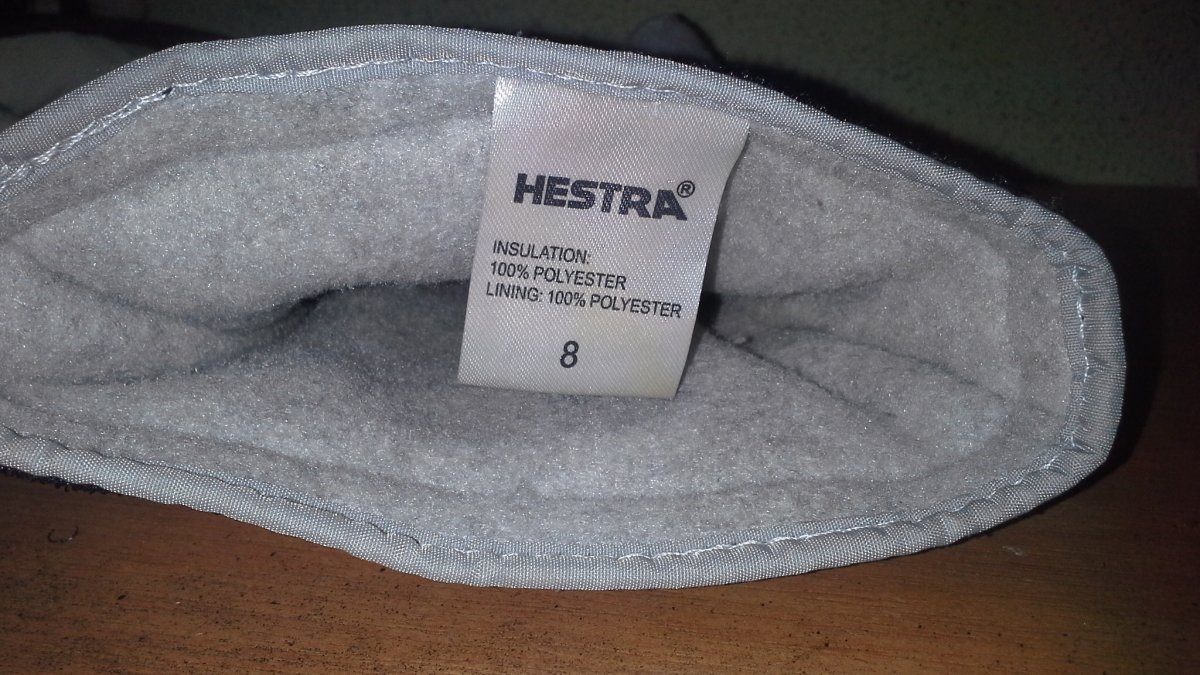 HESTRA®
INSULATION:
100% POLYESTER
LINING: 100% POLYESTER
8